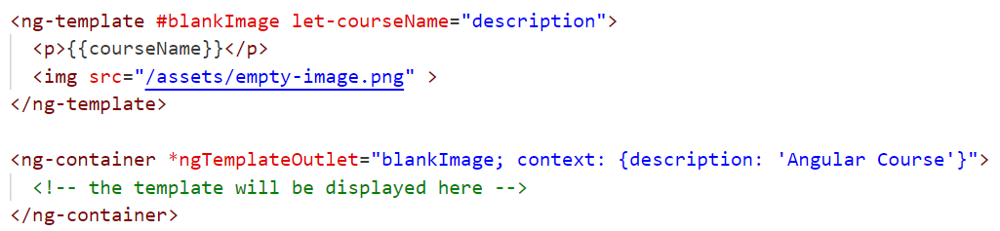 <ng-template #blankImage let-courseName="description">
<p>{{courseName}}</p>
<img src="/assets/empty-image.png" >
</ng-template>
<ng-container *ngTemplateOutlet="blankImage; context: {description: 'Angular Course'}">
<!-- the template will be displayed here -->
</ng-container>